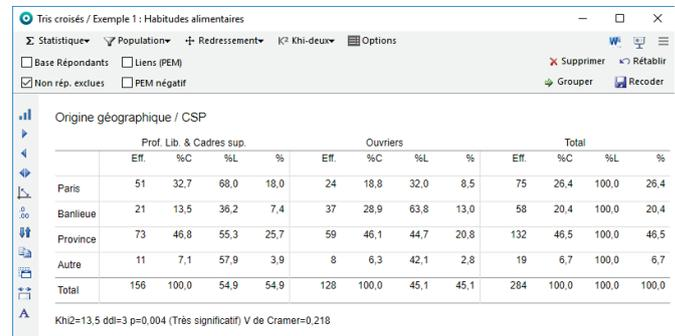 Tris croisés / Exemple 1 : Habitudes alimentaires
Σ Statistique Population Redressement K² Khi-deux Options
Base Répondants Liens (PEM) Supprimer Rétablir
Non rép. exclues PEM négatif Grouper Recoder
Origine géographique / CSP
Prof. Lib. & Cadres sup. Ouvriers Total
Eff. %C %L % Eff. %C %L % Eff. %C %L %
Paris 51 32,7 68,0 18,0 24 18,8 32,0 8,5 75 26,4 100,0 26,4
Banlieue 21 13,5 36,2 7,4 37 28,9 63,8 13,0 58 20,4 100,0 20,4
Province 73 46,8 55,3 25,7 59 46,1 44,7 20,8 132 46,5 100,0 46,5
Autre 11 7,1 57,9 3,9 8 6,3 42,1 2,8 19 6,7 100,0 6,7
Total 156 100,0 54,9 54,9 128 100,0 45,1 45,1 284 100,0 100,0 100,0
Khi2=13,5 ddl=3 p=0,004 (Très significatif) V de Cramer=0,218